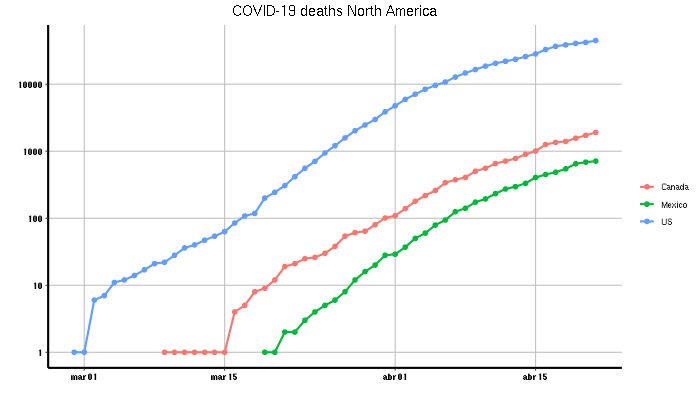 COVID-19 deaths North America
10000
1000
100
10
1
mar 01
mar 15
abr 01
abr 15
Canada
Mexico
US